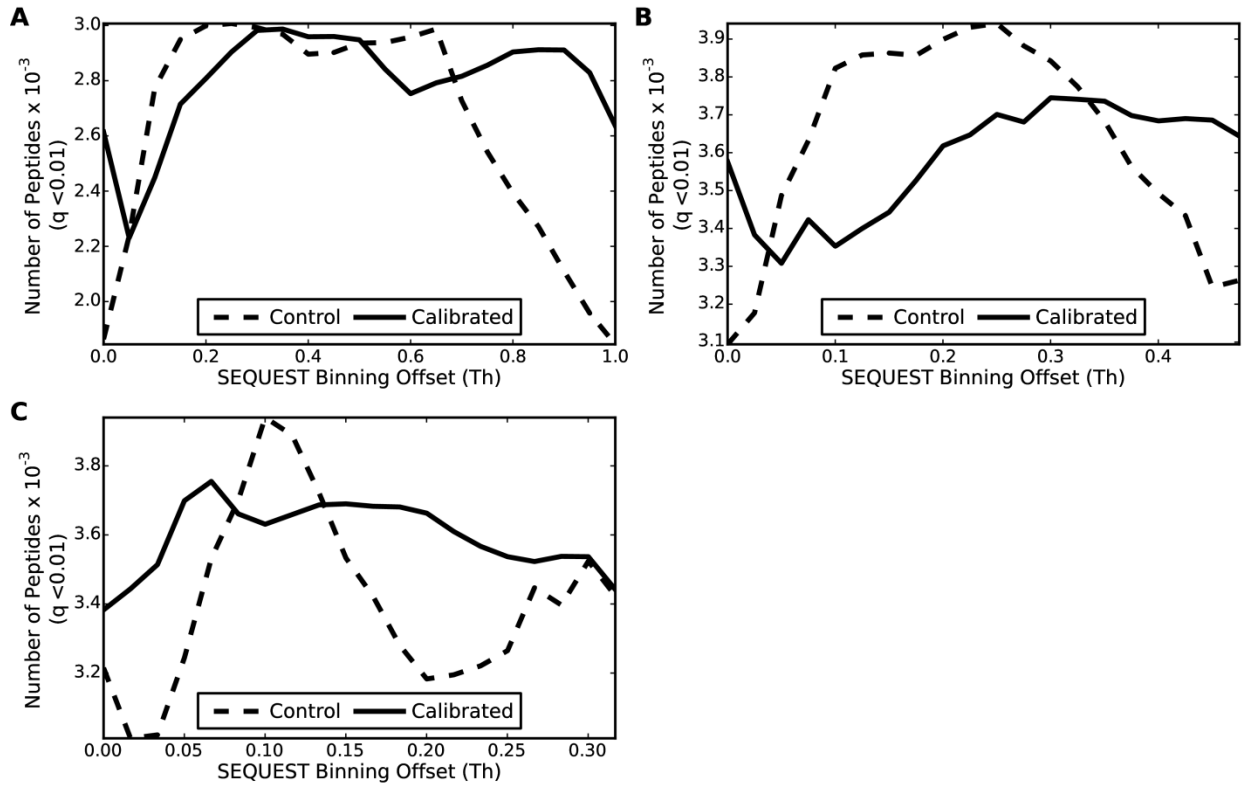 A
Number of Peptides x 10⁻³
(q <0.01)
3.0
2.8
2.6
2.4
2.2
2.0
Control Calibrated
0.0 0.2 0.4 0.6 0.8 1.0
SEQUEST Binning Offset (Th)
B
Number of Peptides x 10⁻³
(q <0.01)
3.9
3.8
3.7
3.6
3.5
3.4
3.3
3.2
3.1
Control Calibrated
0.0 0.1 0.2 0.3 0.4
SEQUEST Binning Offset (Th)
C
Number of Peptides x 10⁻³
(q <0.01)
3.8
3.6
3.4
3.2
Control Calibrated
0.00 0.05 0.10 0.15 0.20 0.25 0.30
SEQUEST Binning Offset (Th)